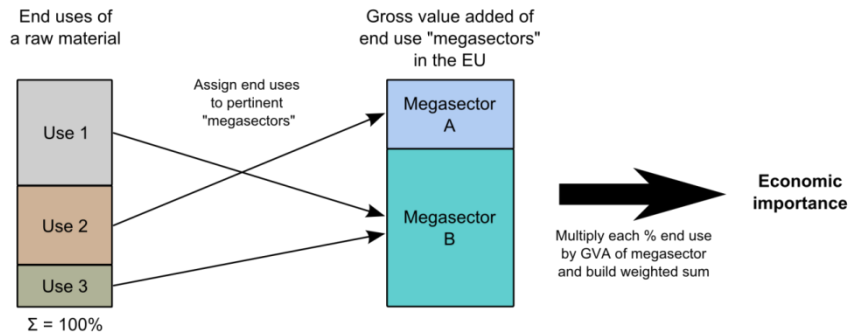 End uses of
a raw material
Use 1
Use 2
Use 3
Σ = 100%
Assign end uses
to pertinent
"megasectors"
Gross value added of
end use "megasectors"
in the EU
Megasector
A
Megasector
B
Multiply each % end use
by GVA of megasector
and build weighted sum
Economic
importance